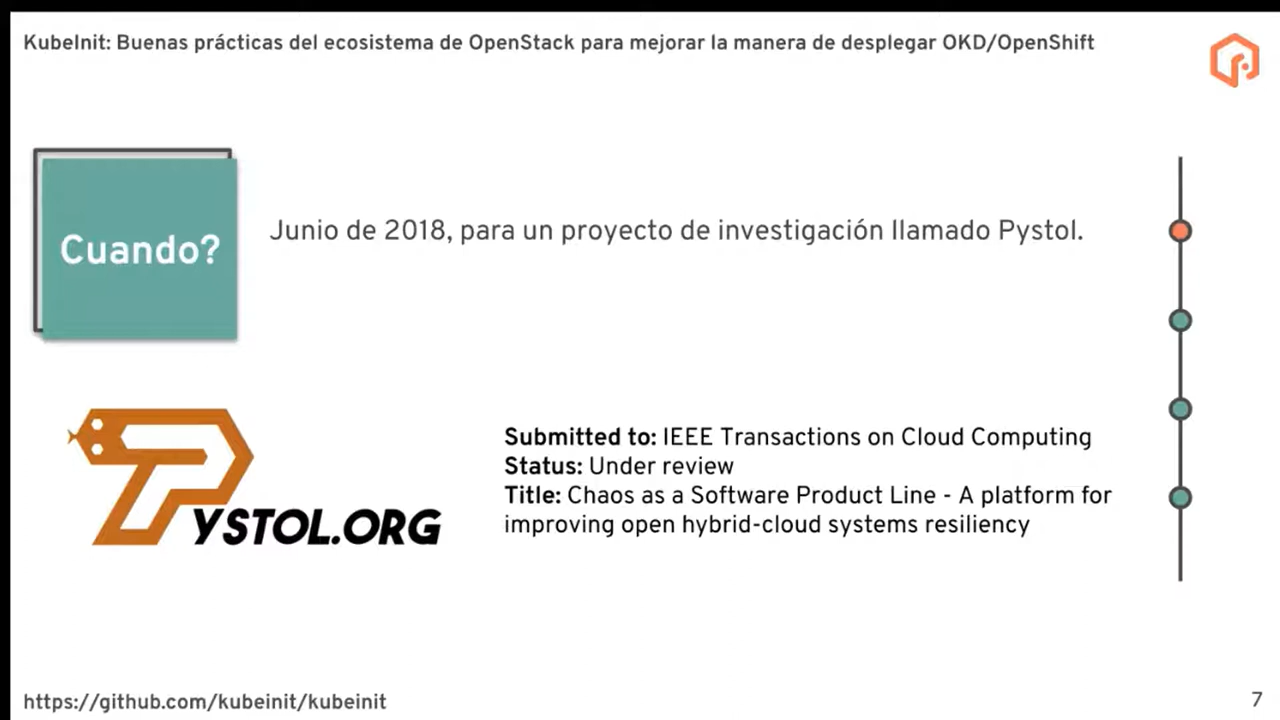 KubeInit: Buenas prácticas del ecosistema de OpenStack para mejorar la manera de desplegar OKD/OpenShift
Cuando?
Junio de 2018, para un proyecto de investigación llamado Pystol.
PYSTOL.ORG
Submitted to: IEEE Transactions on Cloud Computing
Status: Under review
Title: Chaos as a Software Product Line - A platform for
improving open hybrid-cloud systems resiliency
https://github.com/kubeinit/kubeinit
7